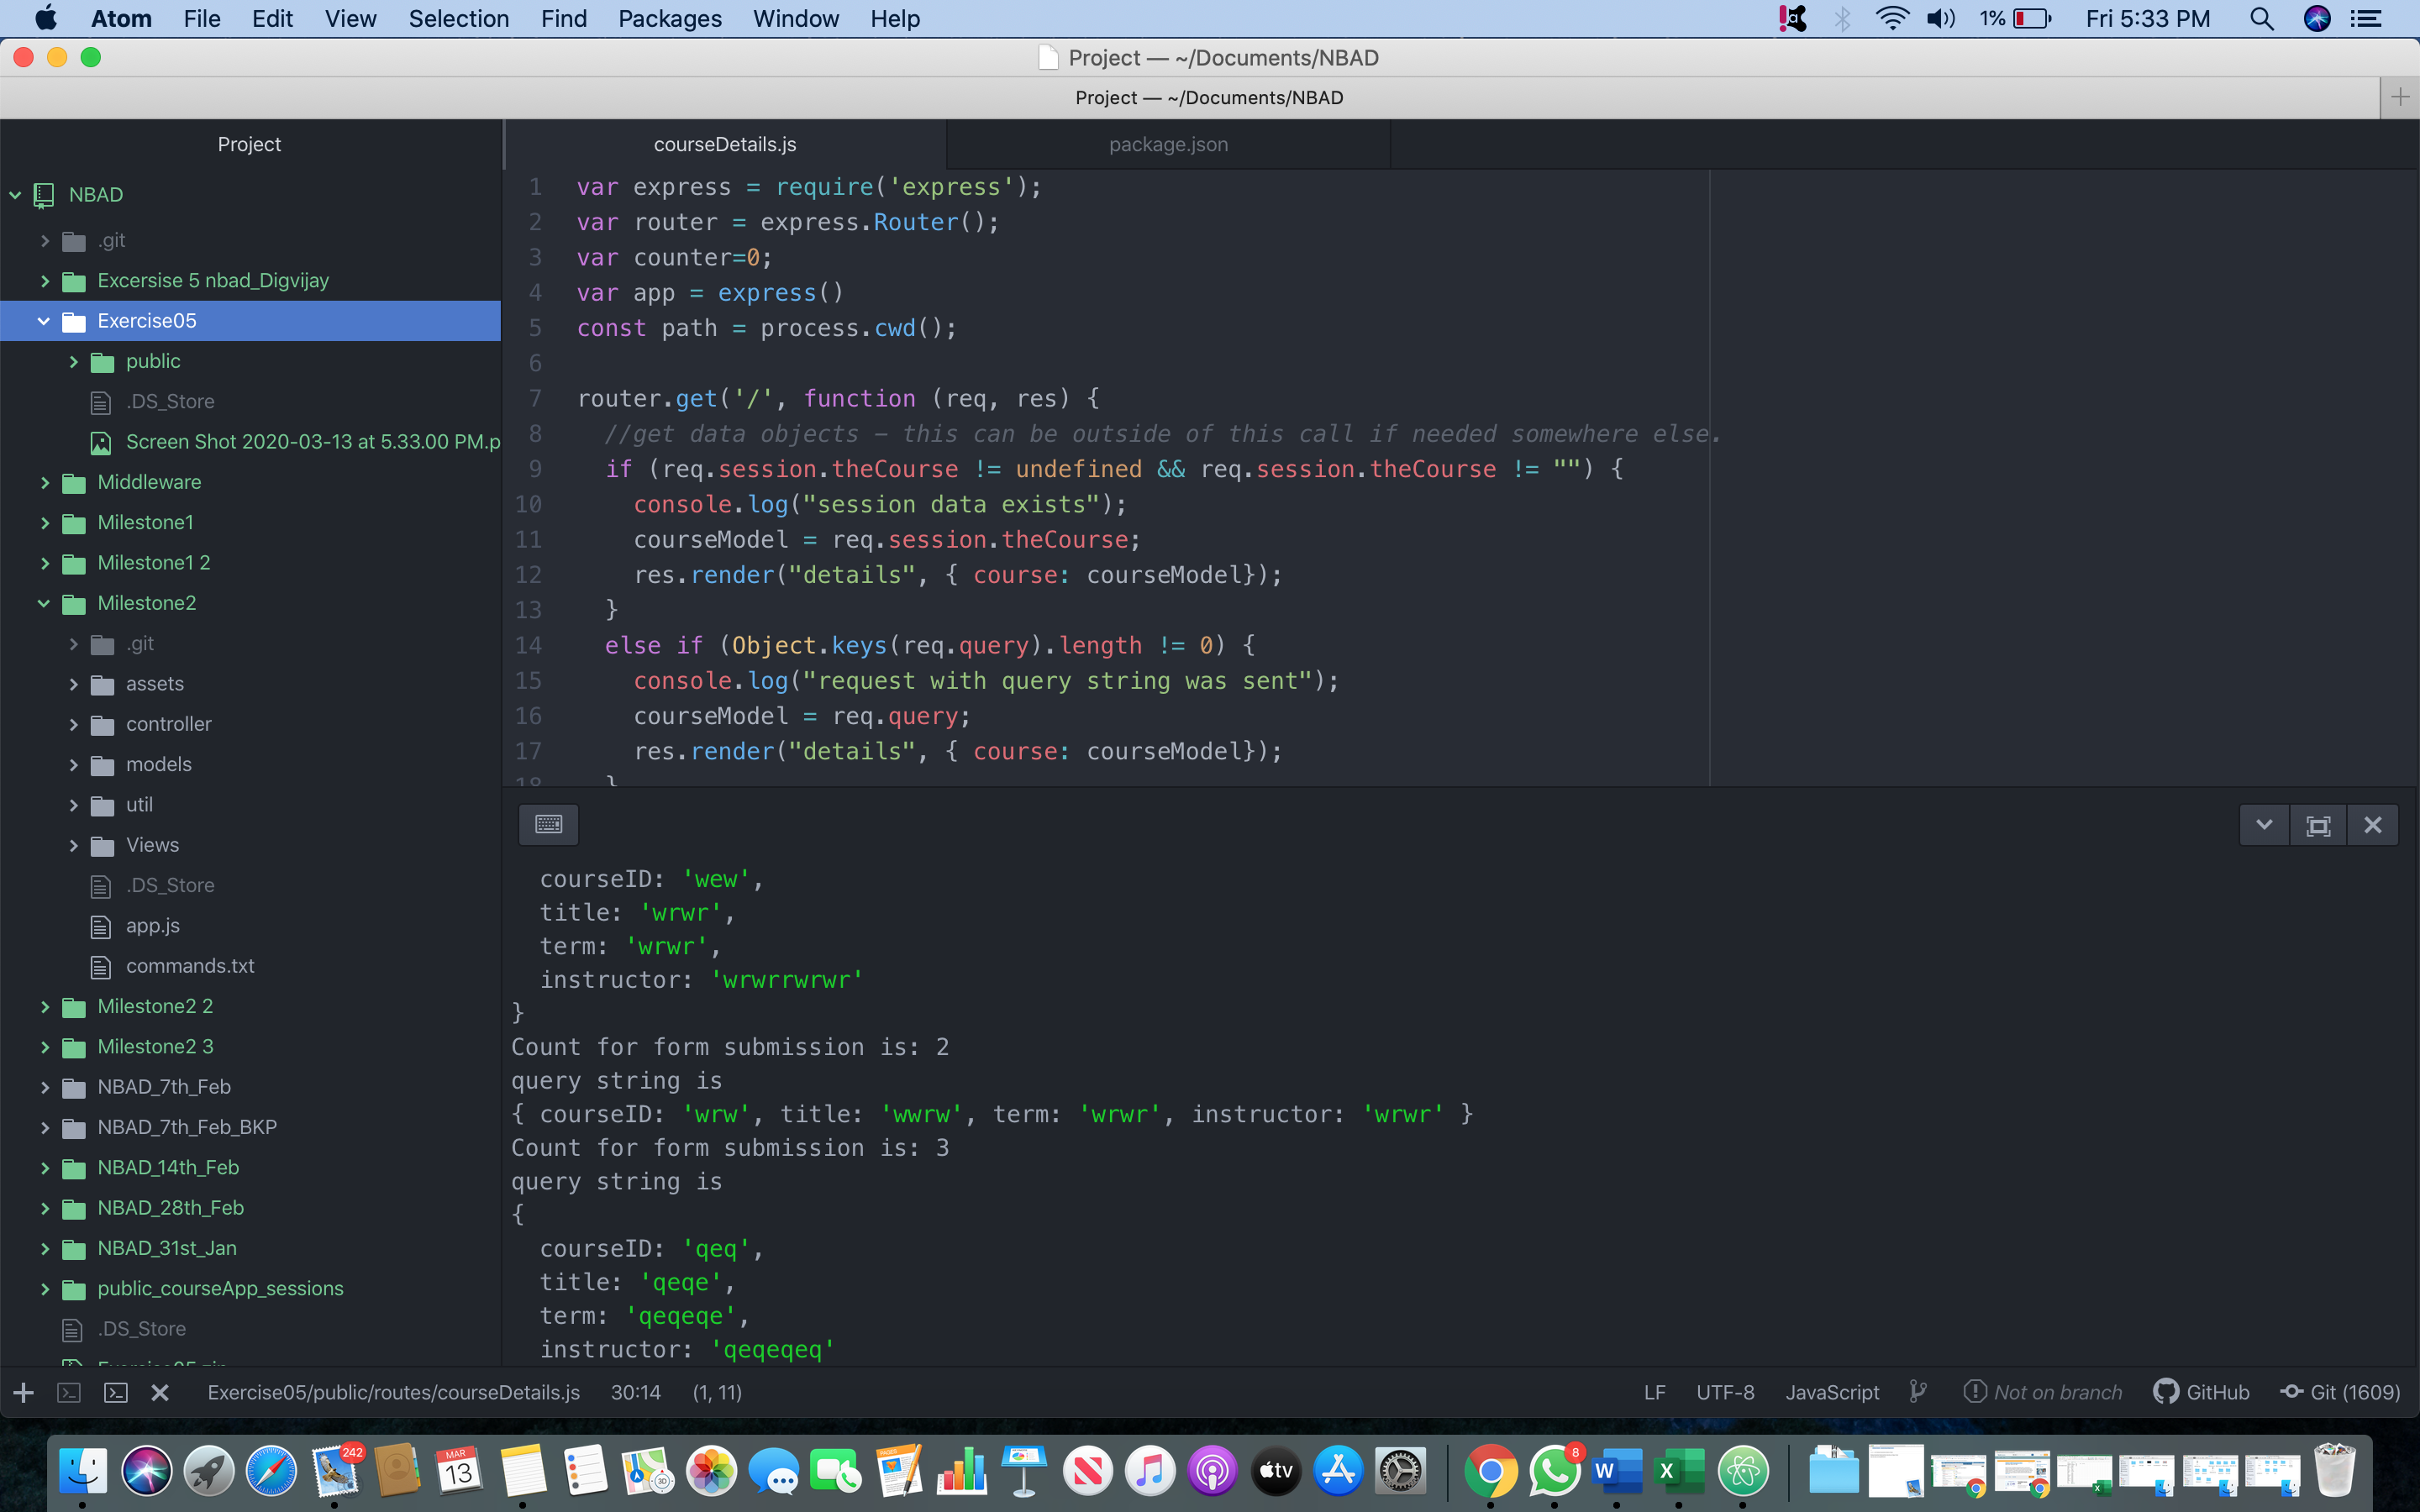 Atom File Edit View Selection Find Packages Window Help 1% Fri 5:33 PM
Project — ~/Documents/NBAD
Project — ~/Documents/NBAD
Project
courseDetails.js
package.json
NBAD
.git
Excersise 5 nbad_Digvijay
Exercise05
public
.DS_Store
Screen Shot 2020-03-13 at 5.33.00 PM.p
Middleware
Milestone1
Milestone1 2
Milestone2
.git
assets
controller
models
util
Views
.DS_Store
app.js
commands.txt
Milestone2 2
Milestone2 3
NBAD_7th_Feb
NBAD_7th_Feb_BKP
NBAD_14th_Feb
NBAD_28th_Feb
NBAD_31st_Jan
public_courseApp_sessions
.DS_Store
Exercise05.zip
1 var express = require('express');
2 var router = express.Router();
3 var counter=0;
4 var app = express()
5 const path = process.cwd();
6
7 router.get('/', function (req, res) {
8 //get data objects - this can be outside of this call if needed somewhere else.
9 if (req.session.theCourse != undefined && req.session.theCourse != "") {
10 console.log("session data exists");
11 courseModel = req.session.theCourse;
12 res.render("details", { course: courseModel});
13 }
14 else if (Object.keys(req.query).length != 0) {
15 console.log("request with query string was sent");
16 courseModel = req.query;
17 res.render("details", { course: courseModel});
18 }
courseID: 'wew',
title: 'wrwr',
term: 'wrwr',
instructor: 'wrwrrwrwr'
}
Count for form submission is: 2
query string is
{ courseID: 'wrw', title: 'wwrw', term: 'wrwr', instructor: 'wrwr' }
Count for form submission is: 3
query string is
{
courseID: 'qeq',
title: 'qeqe',
term: 'qeqeqe',
instructor: 'qeqeqeq'
Exercise05/public/routes/courseDetails.js 30:14 (1, 11) LF UTF-8 JavaScript Not on branch GitHub Git (1609)
242
MAR
13
3D
tv
8
W
X